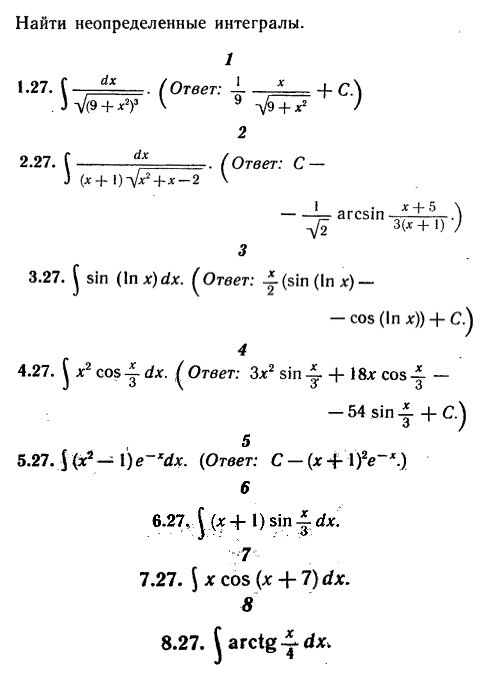 Найти неопределенные интегралы.
1
1.27. ∫ dx/√((9 + x²)³). (Ответ: 1/9 x/√(9 + x²) + C.)
2
2.27. ∫ dx/((x + 1) √(x² + x − 2)). (Ответ: C −
− 1/√2 arcsin (x + 5)/(3(x + 1)).)
3
3.27. ∫ sin (ln x) dx. (Ответ: x/2 (sin (ln x) −
− cos (ln x)) + C.)
4
4.27. ∫ x² cos x/3 dx. (Ответ: 3x² sin x/3 + 18x cos x/3 −
− 54 sin x/3 + C.)
5
5.27. ∫ (x² − 1) e⁻ˣdx. (Ответ: C − (x + 1)²e⁻ˣ.)
6
6.27. ∫ (x + 1) sin x/3 dx.
7
7.27. ∫ x cos (x + 7) dx.
8
8.27. ∫ arctg x/4 dx.